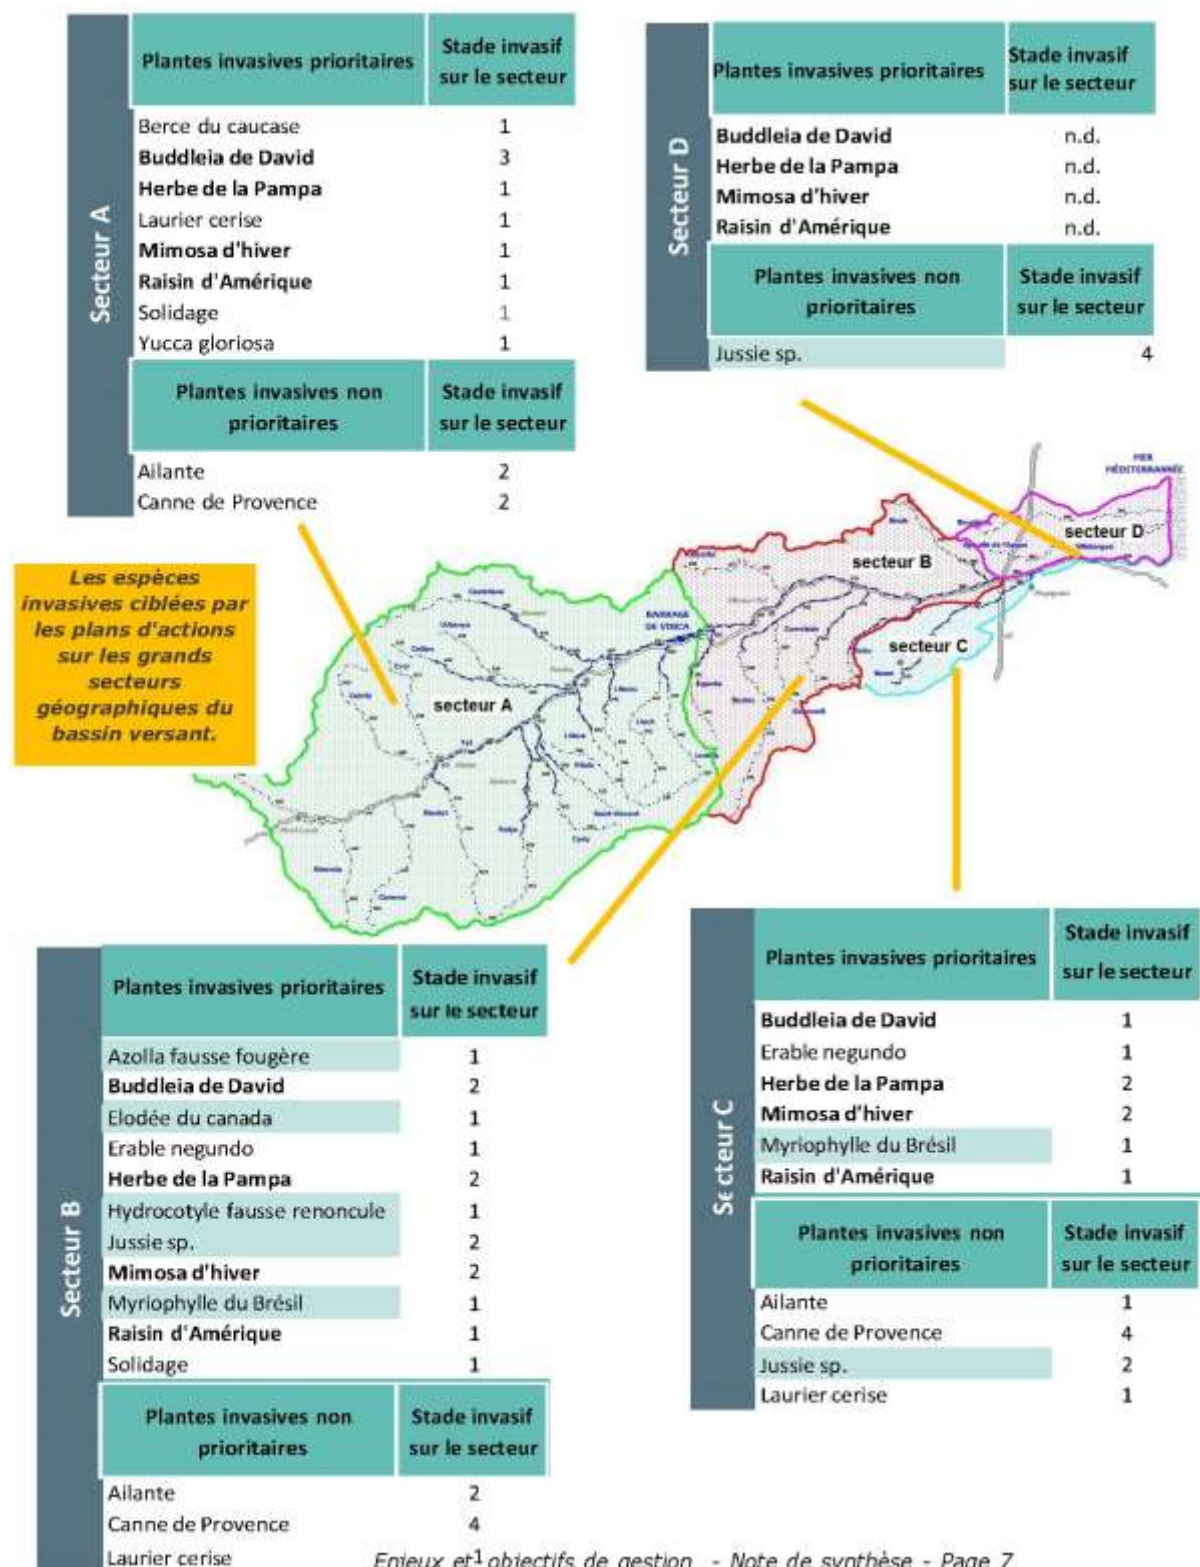 Secteur A
Plantes invasives prioritaires
Stade invasif
sur le secteur
Berce du caucase 1
Buddleia de David 3
Herbe de la Pampa 1
Laurier cerise 1
Mimosa d'hiver 1
Raisin d'Amérique 1
Solidage 1
Yucca gloriosa 1
Plantes invasives non
prioritaires
Stade invasif
sur le secteur
Ailante 2
Canne de Provence 2
Secteur D
Plantes invasives prioritaires
Stade invasif
sur le secteur
Buddleia de David n.d.
Herbe de la Pampa n.d.
Mimosa d'hiver n.d.
Raisin d'Amérique n.d.
Plantes invasives non
prioritaires
Stade invasif
sur le secteur
Jussie sp. 4
Les espèces
invasives ciblées par
les plans d'actions
sur les grands
secteurs
géographiques du
bassin versant.
MER
MÉDITERRANNÉE
secteur D
secteur B
BARRAGE
DE VINCA
secteur C
secteur A
Secteur B
Plantes invasives prioritaires
Stade invasif
sur le secteur
Azolla fausse fougère 1
Buddleia de David 2
Elodée du canada 1
Erable negundo 1
Herbe de la Pampa 2
Hydrocotyle fausse renoncule 1
Jussie sp. 2
Mimosa d'hiver 2
Myriophylle du Brésil 1
Raisin d'Amérique 1
Solidage 1
Plantes invasives non
prioritaires
Stade invasif
sur le secteur
Ailante 2
Canne de Provence 4
Laurier cerise 1
Secteur C
Plantes invasives prioritaires
Stade invasif
sur le secteur
Buddleia de David 1
Erable negundo 1
Herbe de la Pampa 2
Mimosa d'hiver 2
Myriophylle du Brésil 1
Raisin d'Amérique 1
Plantes invasives non
prioritaires
Stade invasif
sur le secteur
Ailante 1
Canne de Provence 4
Jussie sp. 2
Laurier cerise 1
Enjeux et objectifs de gestion - Note de synthèse - Page 7